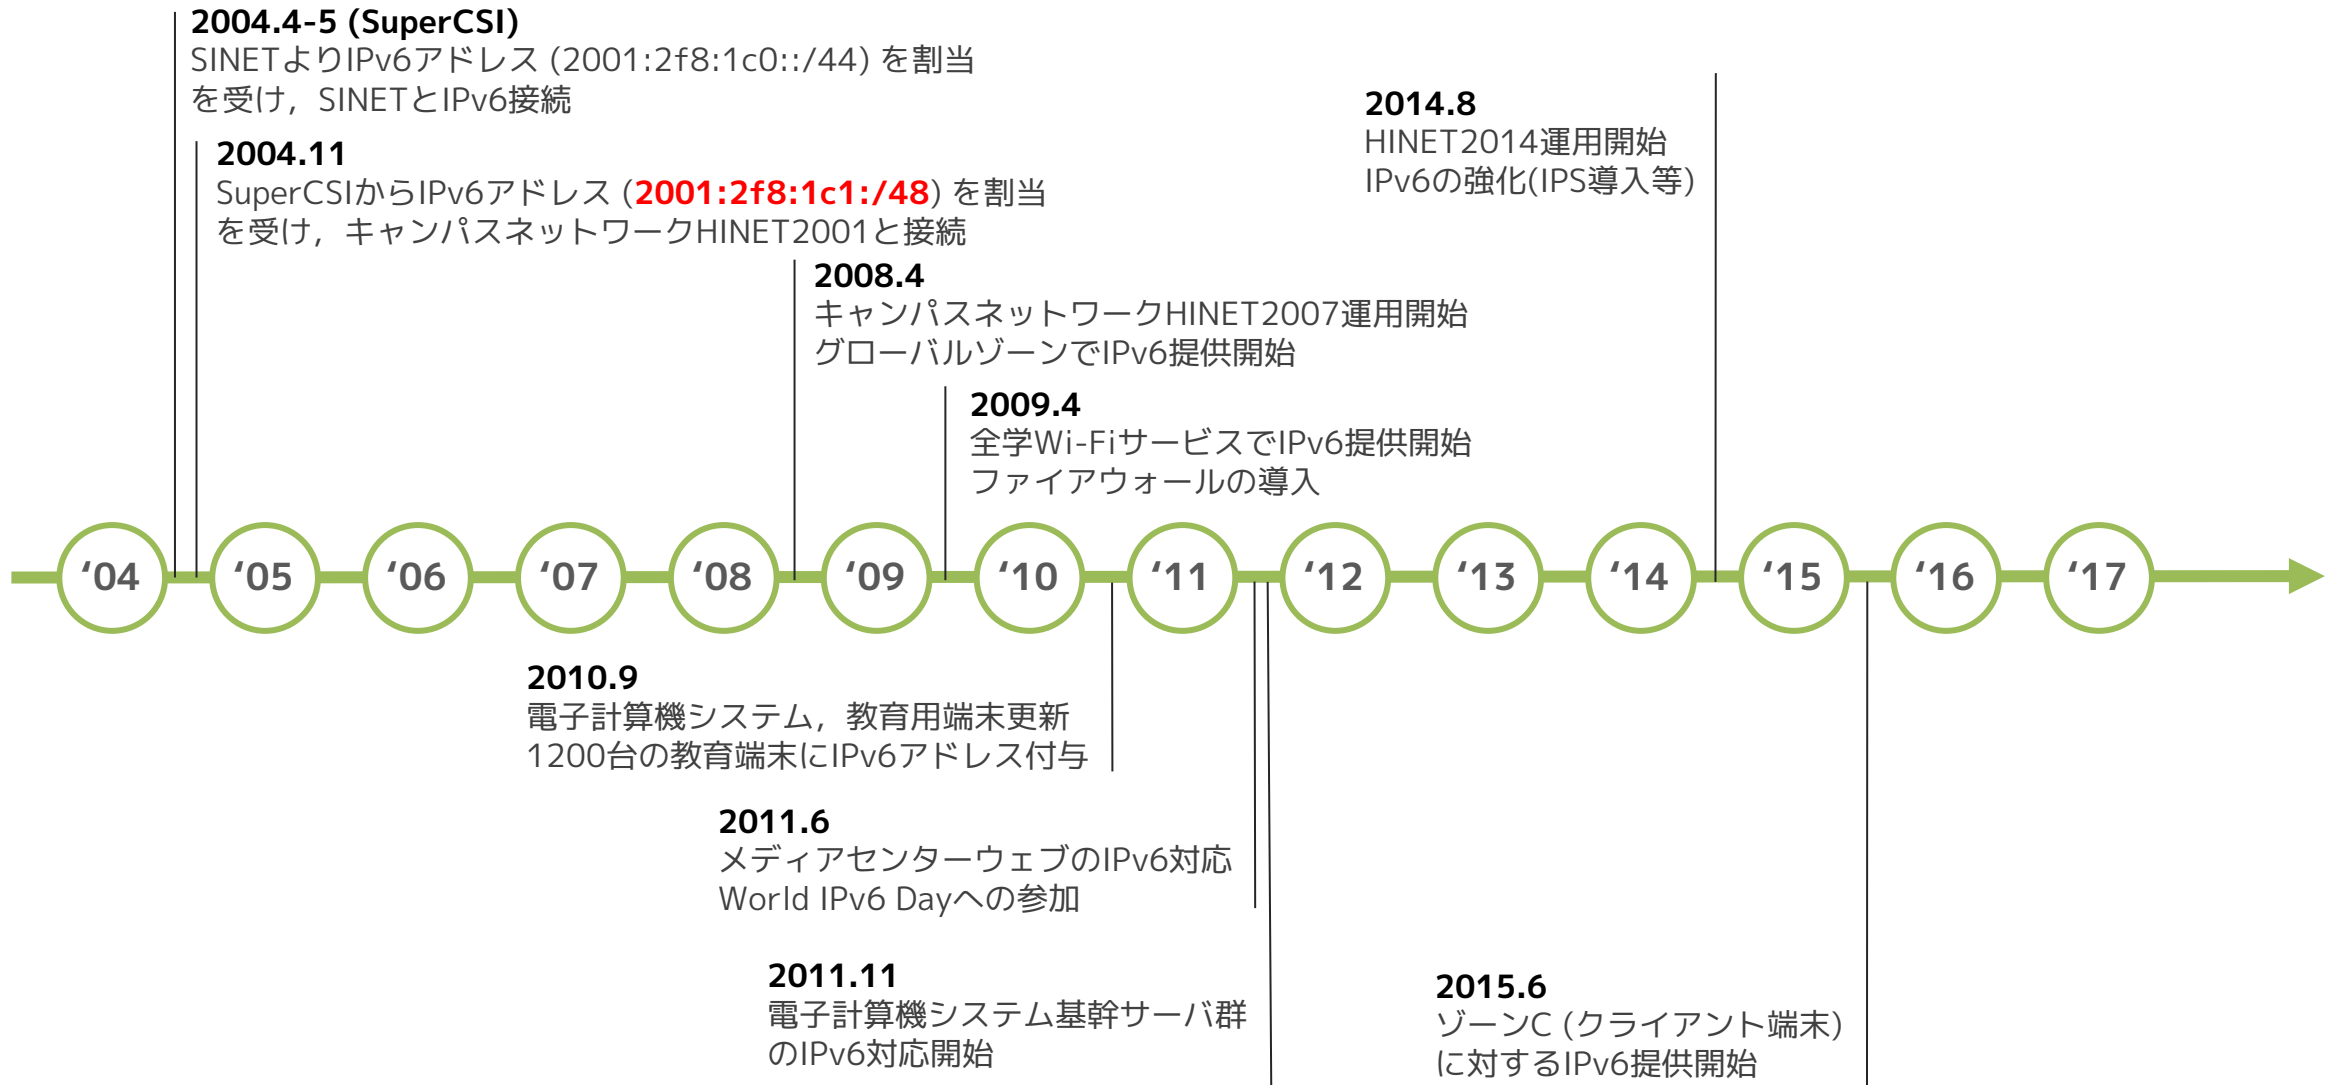 2004.4-5 (SuperCSI)
SINETよりIPv6アドレス (2001:2f8:1c0::/44) を割当
を受け，SINETとIPv6接続
2004.11
SuperCSIからIPv6アドレス (2001:2f8:1c1:/48) を割当
を受け，キャンパスネットワークHINET2001と接続
2014.8
HINET2014運用開始
IPv6の強化(IPS導入等)
2008.4
キャンパスネットワークHINET2007運用開始
グローバルゾーンでIPv6提供開始
2009.4
全学Wi-FiサービスでIPv6提供開始
ファイアウォールの導入
‘04 ‘05 ‘06 ‘07 ‘08 ‘09 ‘10 ‘11 ‘12 ‘13 ‘14 ‘15 ‘16 ‘17
2010.9
電子計算機システム，教育用端末更新
1200台の教育端末にIPv6アドレス付与
2011.6
メディアセンターウェブのIPv6対応
World IPv6 Dayへの参加
2011.11
電子計算機システム基幹サーバ群
のIPv6対応開始
2015.6
ゾーンC (クライアント端末)
に対するIPv6提供開始